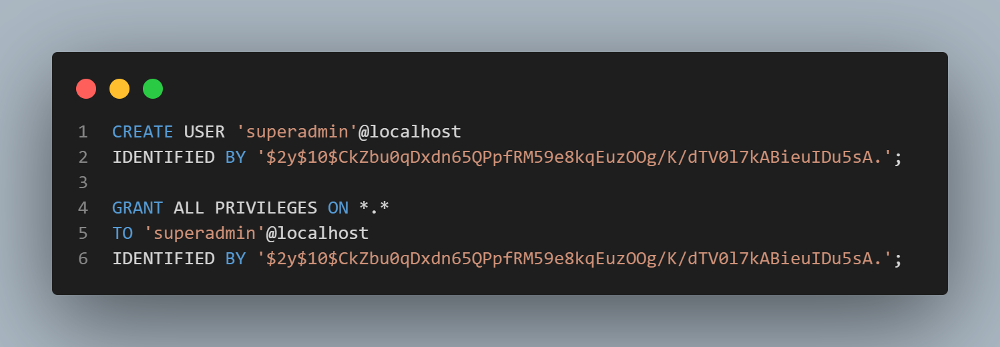 1 CREATE USER 'superadmin'@localhost
2 IDENTIFIED BY '$2y$10$CkZbu0qDxdn65QPpfRM59e8kqEuzOOg/K/dTV0l7kABieuIDu5sA.';
3
4 GRANT ALL PRIVILEGES ON *.*
5 TO 'superadmin'@localhost
6 IDENTIFIED BY '$2y$10$CkZbu0qDxdn65QPpfRM59e8kqEuzOOg/K/dTV0l7kABieuIDu5sA.';